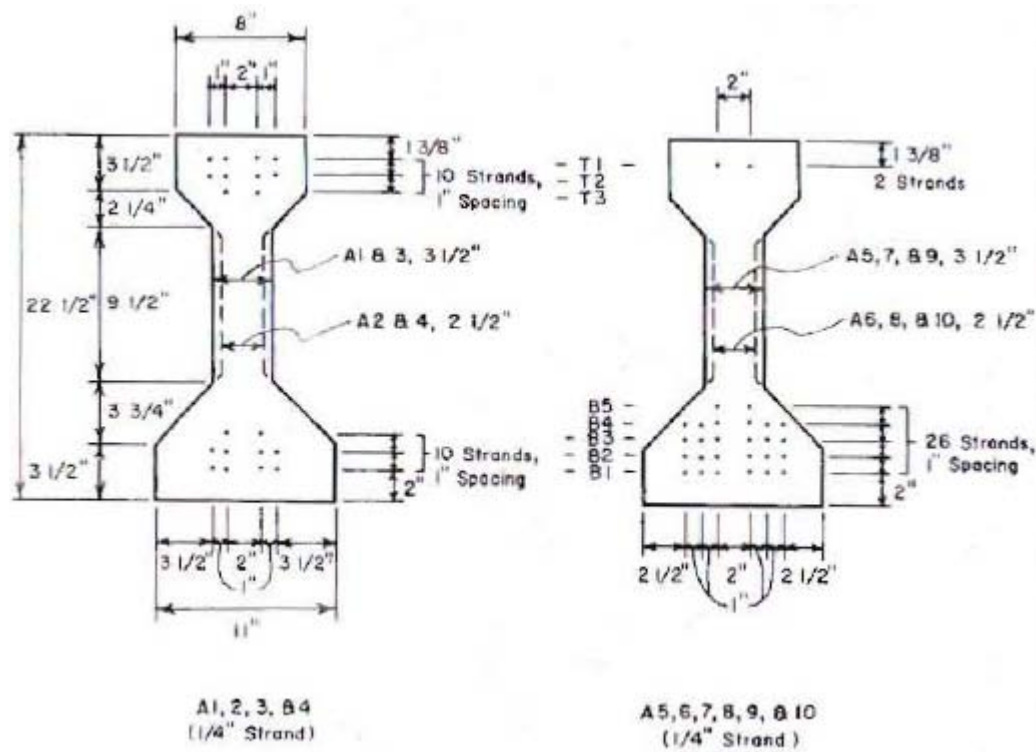 8"
1" 2" 1"
2"
1 3/8"
3 1/2"
10 Strands,
1" Spacing
- T1 -
- T2
- T3
1 3/8"
2 Strands
2 1/4"
A1 & 3, 3 1/2"
A5, 7, & 9, 3 1/2"
22 1/2"
9 1/2"
A2 & 4, 2 1/2"
A6, 8, & 10, 2 1/2"
3 3/4"
B5 -
B4 -
- B3 -
- B2 -
- B1 -
10 Strands,
1" Spacing
26 Strands,
1" Spacing
3 1/2"
2"
2"
3 1/2" 2" 3 1/2"
1"
2 1/2" 2" 2 1/2"
1"
11"
A1, 2, 3, & 4
(1/4" Strand)
A5, 6, 7, 8, 9, & 10
(1/4" Strand)